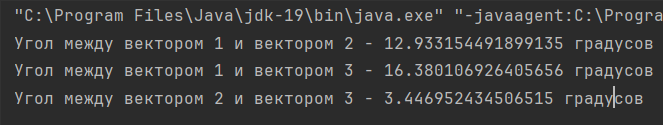 "C:\Program Files\Java\jdk-19\bin\java.exe" "-javaagent:C:\Progra
Угол между вектором 1 и вектором 2 - 12.933154491899135 градусов
Угол между вектором 1 и вектором 3 - 16.380106926405656 градусов
Угол между вектором 2 и вектором 3 - 3.446952434506515 градусов